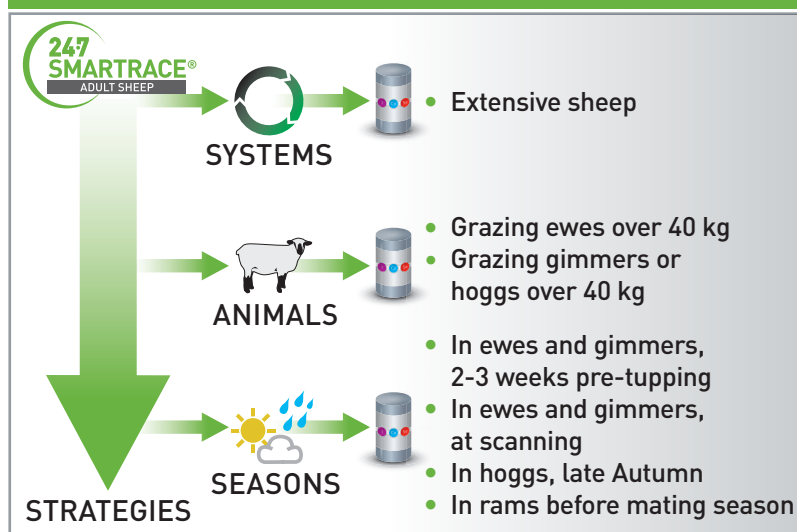 24·7
SMARTRACE®
ADULT SHEEP
SYSTEMS
• Extensive sheep
ANIMALS
• Grazing ewes over 40 kg
• Grazing gimmers or
hoggs over 40 kg
SEASONS
• In ewes and gimmers,
2-3 weeks pre-tupping
• In ewes and gimmers,
at scanning
• In hoggs, late Autumn
• In rams before mating season
STRATEGIES